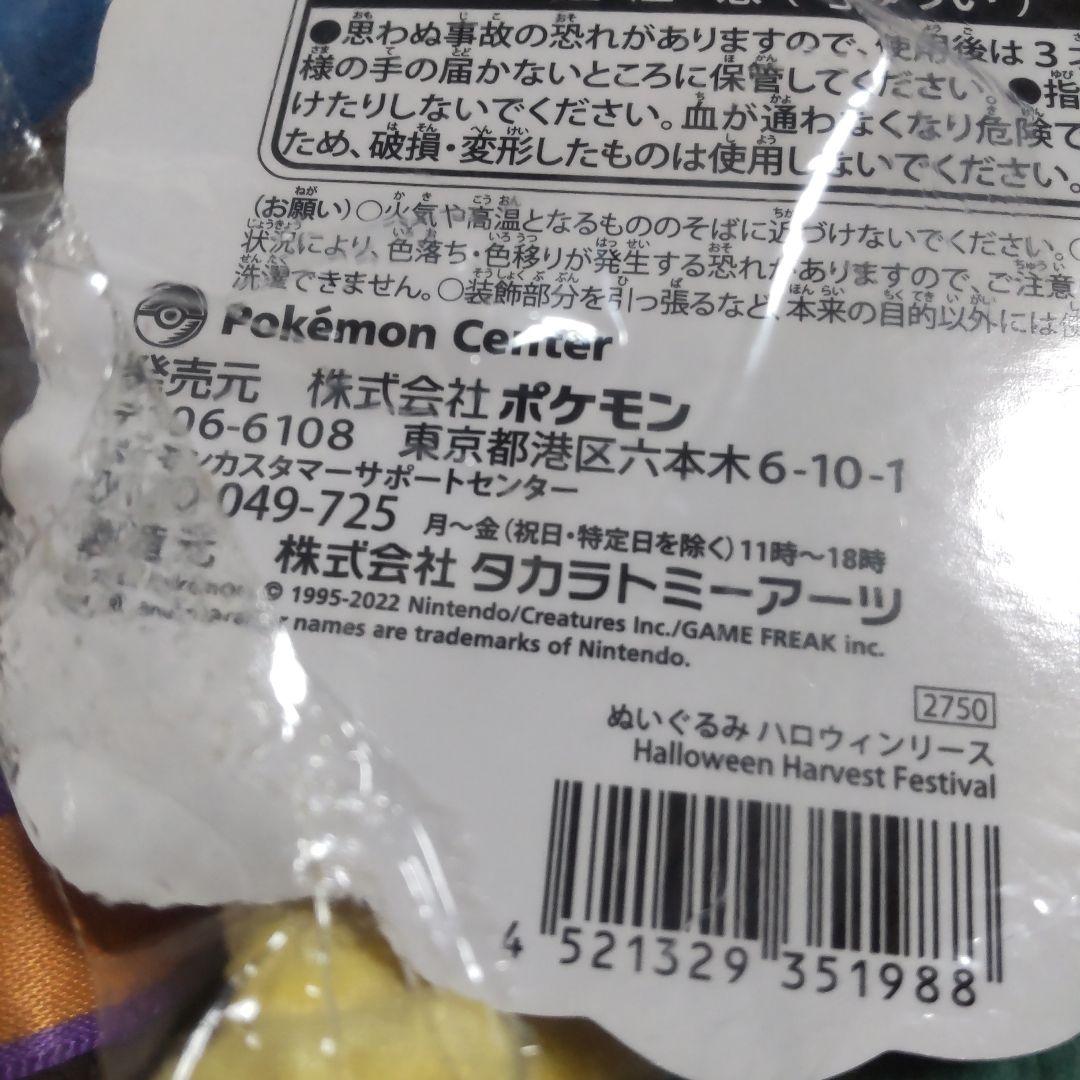 ●思わぬ事故の恐れがありますので、使用後は3
様の手の届かないところに保管してください。●指
けたりしないでください。血が通わなくなり危険で
ため、破損・変形したものは使用しないでください。
(お願い)○火気や高温となるもののそばに近づけないでください。○
状況により、色落ち・色移りが発生する恐れがありますので、ご注意
洗濯できません。○装飾部分を引っ張るなど、本来の目的以外には使
Pokémon Center
発売元 株式会社 ポケモン
06-6108 東京都港区六本木6-10-1
モンカスタマーサポートセンター
049-725 月～金(祝日・特定日を除く)11時～18時
元 株式会社 タカラトミーアーツ
© 1995-2022 Nintendo/Creatures Inc./GAME FREAK inc.
names are trademarks of Nintendo.
2750
ぬいぐるみ ハロウィンリース
Halloween Harvest Festival
4 521329 351988